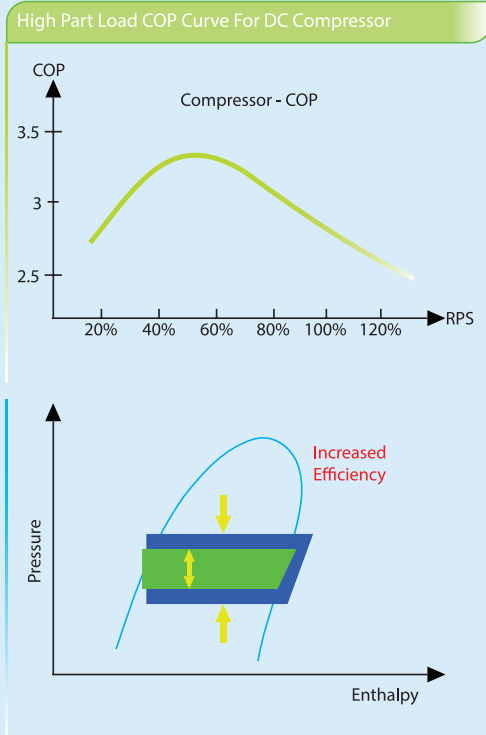 High Part Load COP Curve For DC Compressor
COP
Compressor - COP
3.5
3
2.5
20% 40% 60% 80% 100% 120%
RPS
Increased
Efficiency
Pressure
Enthalpy